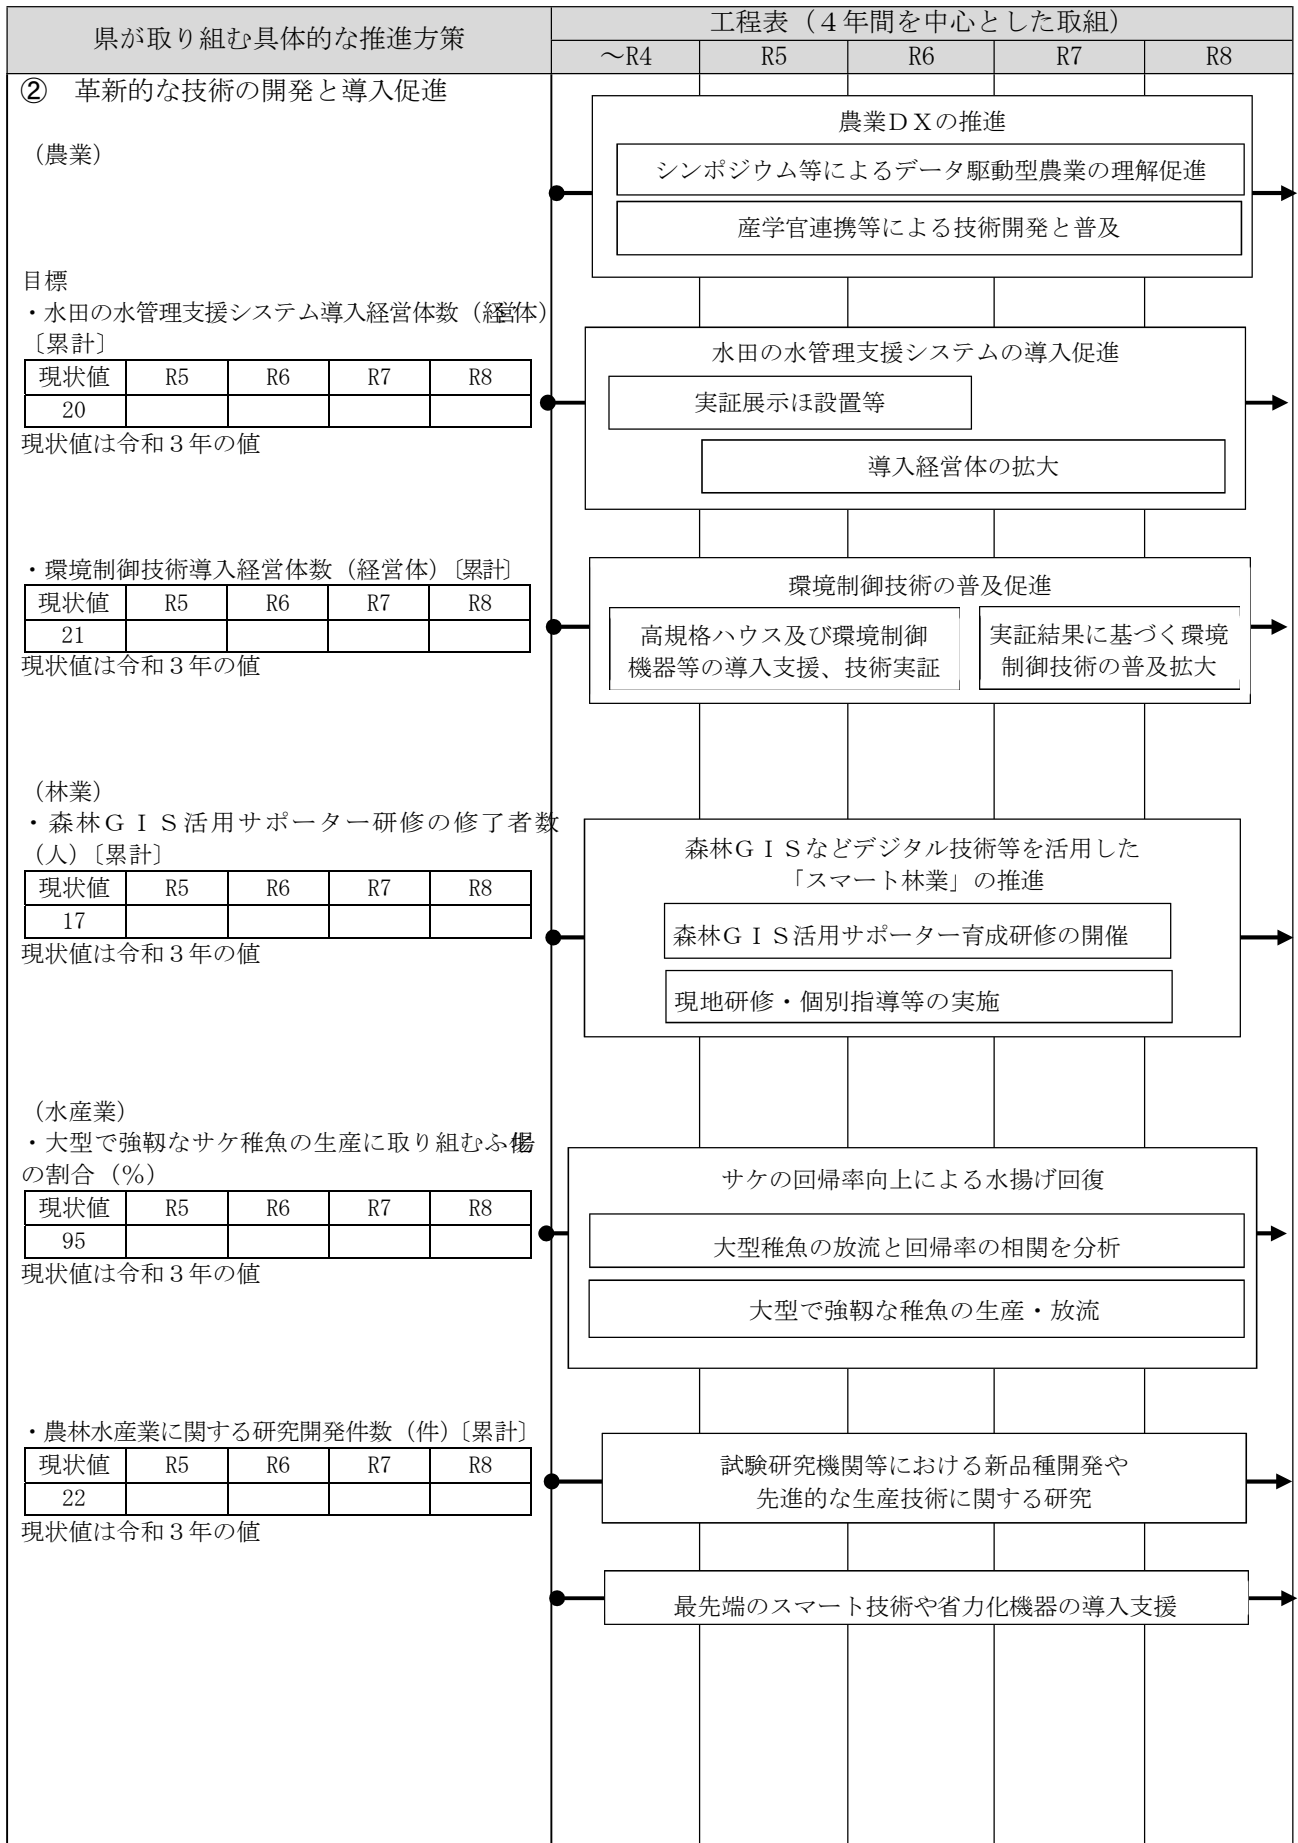 県が取り組む具体的な推進方策
工程表（４年間を中心とした取組）
～R4 R5 R6 R7 R8
② 革新的な技術の開発と導入促進
（農業）
農業ＤＸの推進
シンポジウム等によるデータ駆動型農業の理解促進
産学官連携等による技術開発と普及
目標
・水田の水管理支援システム導入経営体数（経営体）
〔累計〕
現状値 R5 R6 R7 R8
20
現状値は令和３年の値
水田の水管理支援システムの導入促進
実証展示ほ設置等
導入経営体の拡大
・環境制御技術導入経営体数（経営体）〔累計〕
現状値 R5 R6 R7 R8
21
現状値は令和３年の値
環境制御技術の普及促進
高規格ハウス及び環境制御
機器等の導入支援、技術実証
実証結果に基づく環境
制御技術の普及拡大
（林業）
・森林ＧＩＳ活用サポーター研修の修了者数
（人）〔累計〕
現状値 R5 R6 R7 R8
17
現状値は令和３年の値
森林ＧＩＳなどデジタル技術等を活用した
「スマート林業」の推進
森林ＧＩＳ活用サポーター育成研修の開催
現地研修・個別指導等の実施
（水産業）
・大型で強靱なサケ稚魚の生産に取り組むふ化場
の割合（％）
現状値 R5 R6 R7 R8
95
現状値は令和３年の値
サケの回帰率向上による水揚げ回復
大型稚魚の放流と回帰率の相関を分析
大型で強靱な稚魚の生産・放流
・農林水産業に関する研究開発件数（件）〔累計〕
現状値 R5 R6 R7 R8
22
現状値は令和３年の値
試験研究機関等における新品種開発や
先進的な生産技術に関する研究
最先端のスマート技術や省力化機器の導入支援